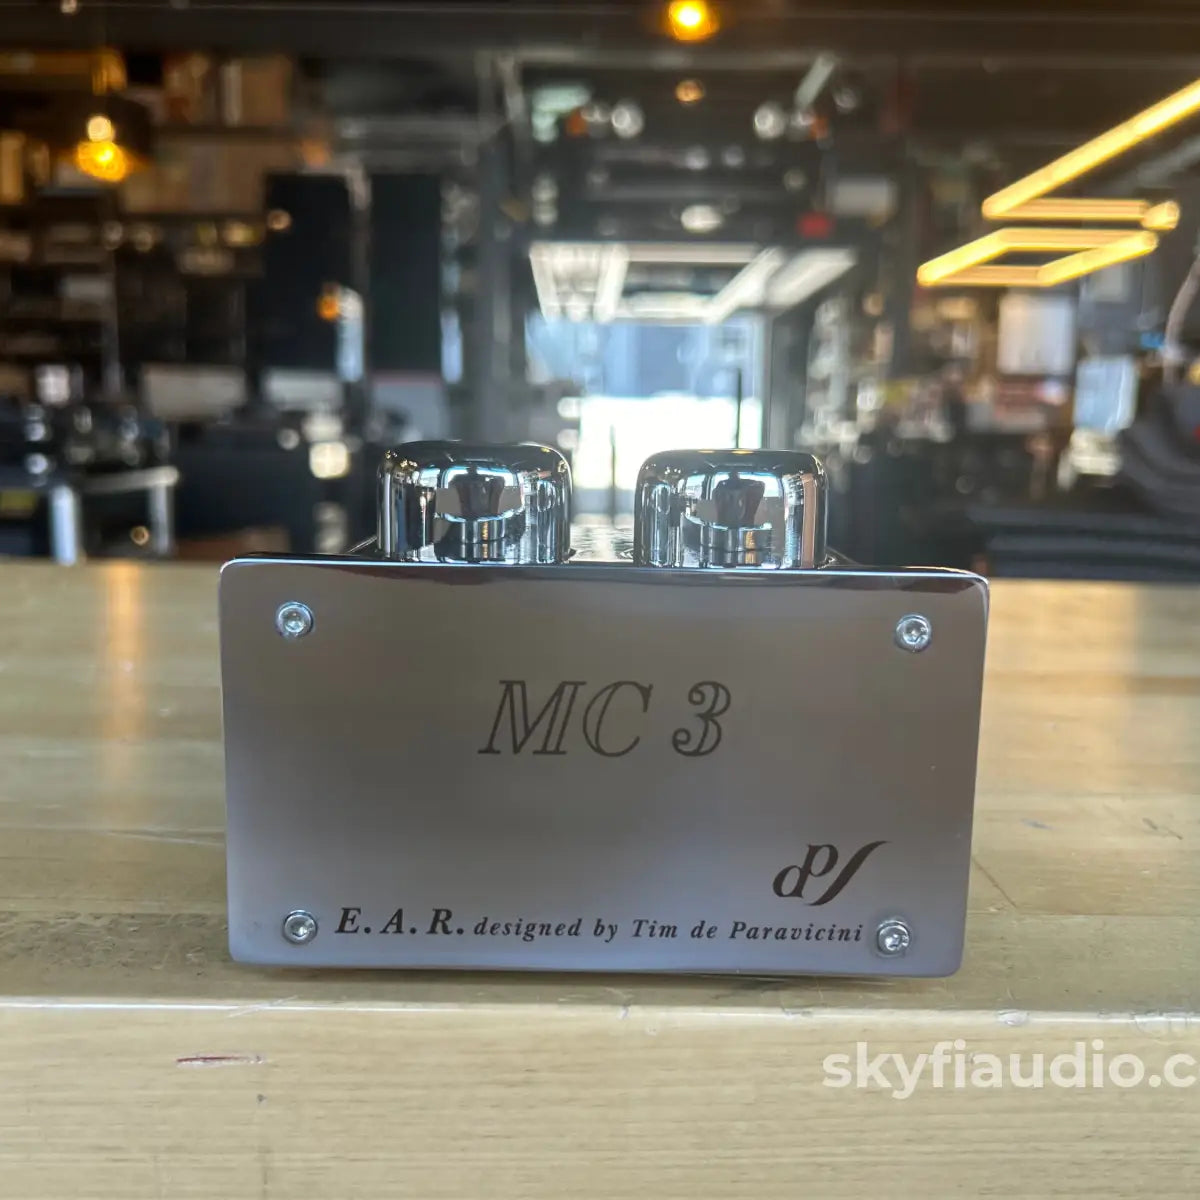 MC 3
dp
E.A.R. designed by Tim de Paravicini
skyfiaudio.c